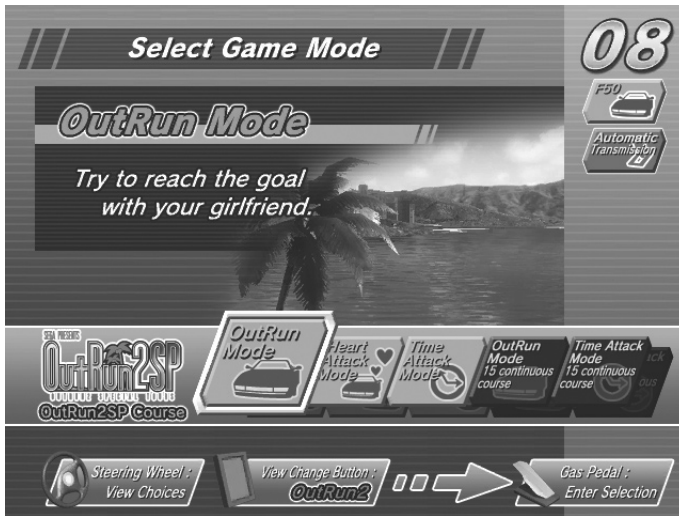 Select Game Mode
08
F50
Automatic
Transmission
OutRun Mode
Try to reach the goal
with your girlfriend.
SEGA PRESENTS
OutRun2SP
OutRun2SP Course
OutRun
Mode
Heart
Attack
Mode
Time
Attack
Mode
OutRun
Mode
15 continuous
course
Time Attack
Mode
15 continuous
course
Steering Wheel :
View Choices
View Change Button :
OutRun2
Gas Pedal :
Enter Selection